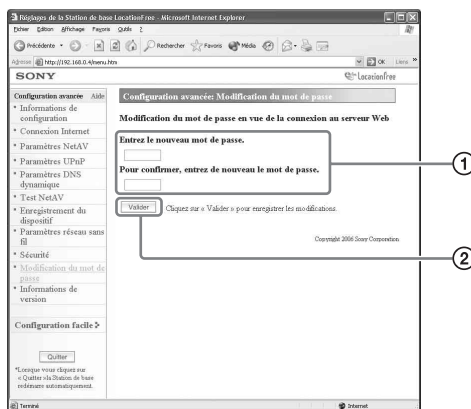 Réglages de la Station de base LocationFree - Microsoft Internet Explorer
Fichier Edition Affichage Favoris Outils ?
Précédente Rechercher Favoris Média
Adresse http://192.168.0.4/menu.htm OK Liens
SONY
LocationFree
Configuration avancée Aide
Configuration avancée: Modification du mot de passe
* Informations de
configuration
* Connexion Internet
* Paramètres NetAV
* Paramètres UPnP
* Paramètres DNS
dynamique
* Test NetAV
* Enregistrement du
dispositif
* Paramètres réseau sans
fil
* Sécurité
* Modification du mot de
passe
* Informations de
version
Configuration facile
Quitter
*Lorsque vous cliquez sur
« Quitter »la Station de base
redémarre automatiquement.
Modification du mot de passe en vue de la connexion au serveur Web
Entrez le nouveau mot de passe.
Pour confirmer, entrez de nouveau le mot de passe.
1
Valider Cliquez sur « Valider » pour enregistrer les modifications.
Copyright 2006 Sony Corporation
2
Terminé Internet